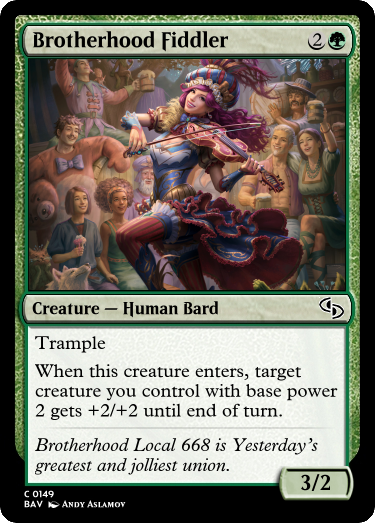 Brotherhood Fiddler 2
Creature — Human Bard
Trample
When this creature enters, target
creature you control with base power
2 gets +2/+2 until end of turn.
Brotherhood Local 668 is Yesterday's
greatest and jolliest union.
3/2
C 0149
BAV Andy Aslamov